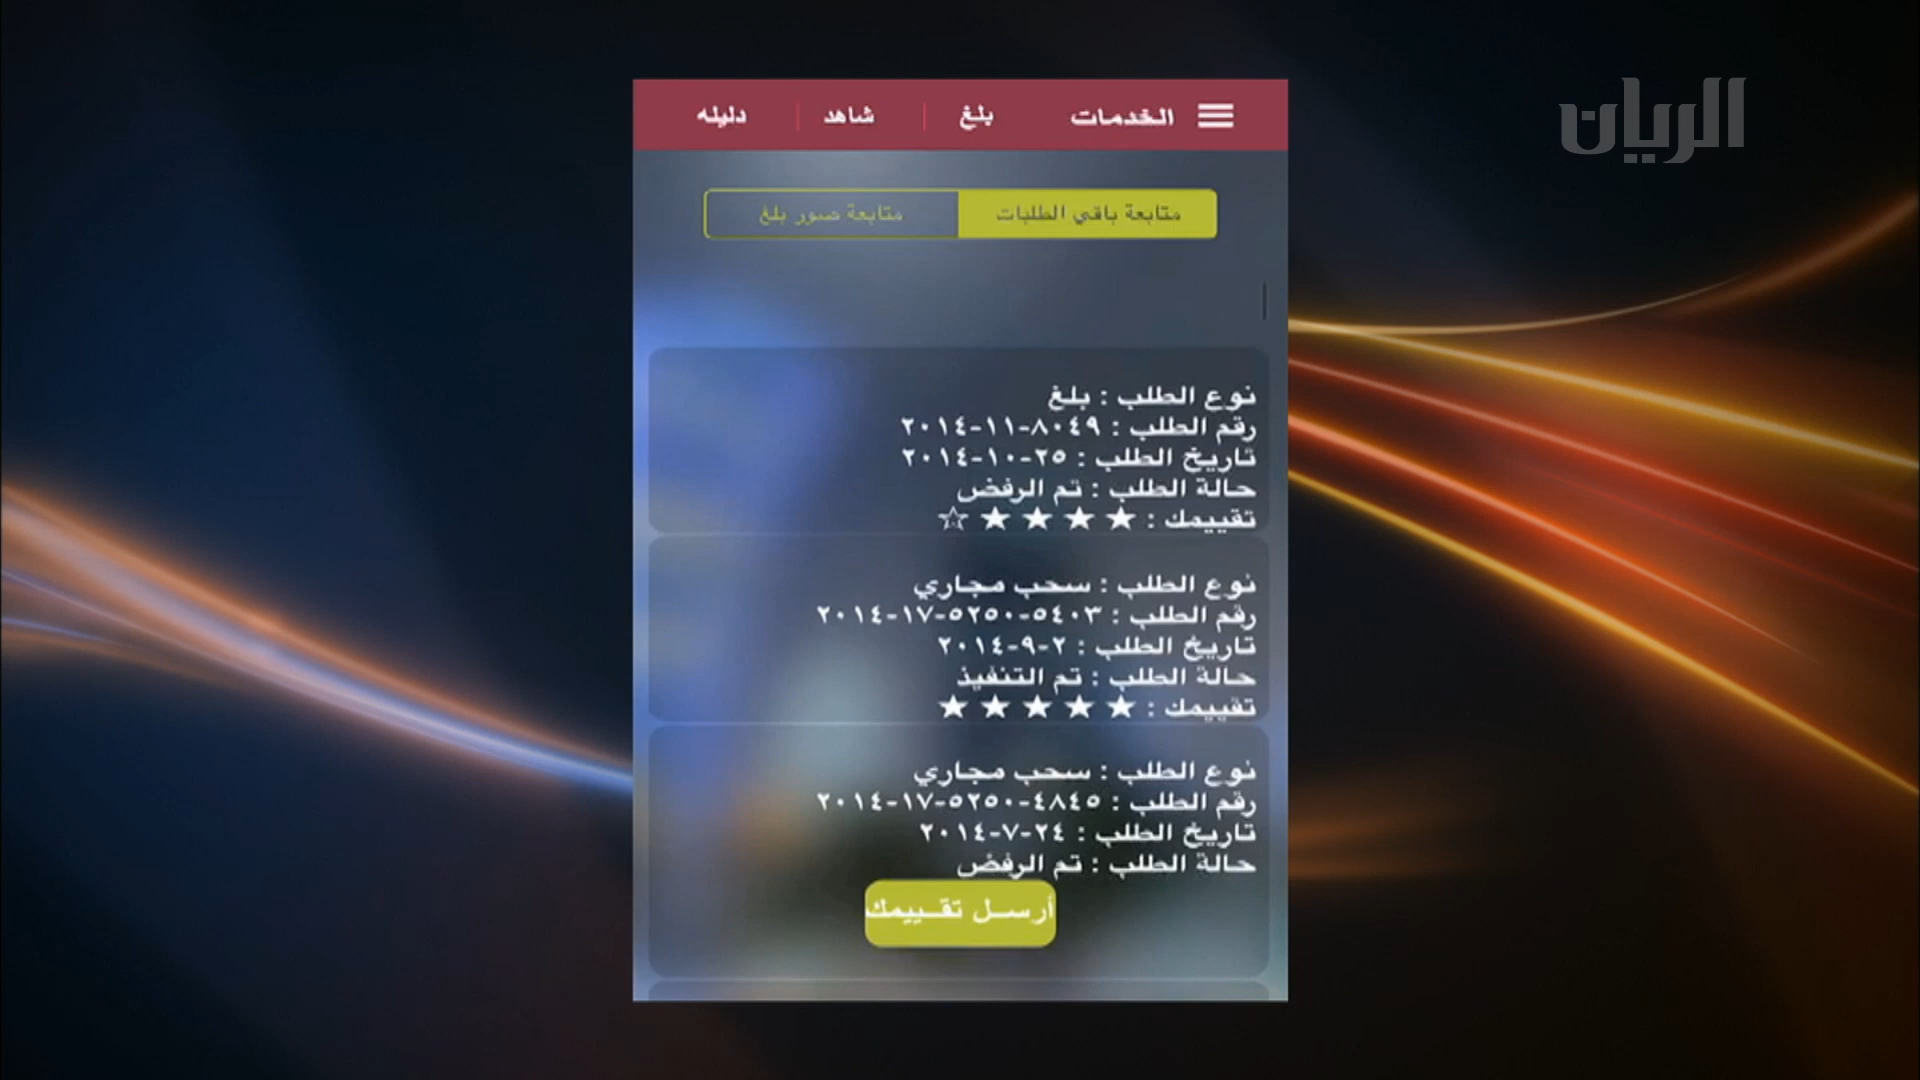 الريان
الخدمات
بلغ
شاهد
دليله
متابعة باقي الطلبات
متابعة صور بلغ
نوع الطلب : بلغ
رقم الطلب : ٨٠٤٩-١١-٢٠١٤
تاريخ الطلب : ٢٥-١٠-٢٠١٤
حالة الطلب : تم الرفض
تقييمك : ★ ★ ★ ★ ☆
نوع الطلب : سحب مجاري
رقم الطلب : ٥٤٠٣-٥٢٥٠-١٧-٢٠١٤
تاريخ الطلب : ٢-٩-٢٠١٤
حالة الطلب : تم التنفيذ
تقييمك : ★ ★ ★ ★ ★
نوع الطلب : سحب مجاري
رقم الطلب : ٤٨٤٥-٥٢٥٠-١٧-٢٠١٤
تاريخ الطلب : ٢٤-٧-٢٠١٤
حالة الطلب : تم الرفض
أرسل تقييمك